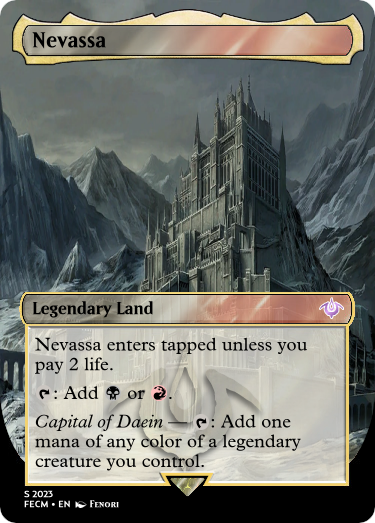 Nevassa
Legendary Land
Nevassa enters tapped unless you
pay 2 life.
: Add or .
Capital of Daein — : Add one
mana of any color of a legendary
creature you control.
S 2023
FECM • EN Fenori